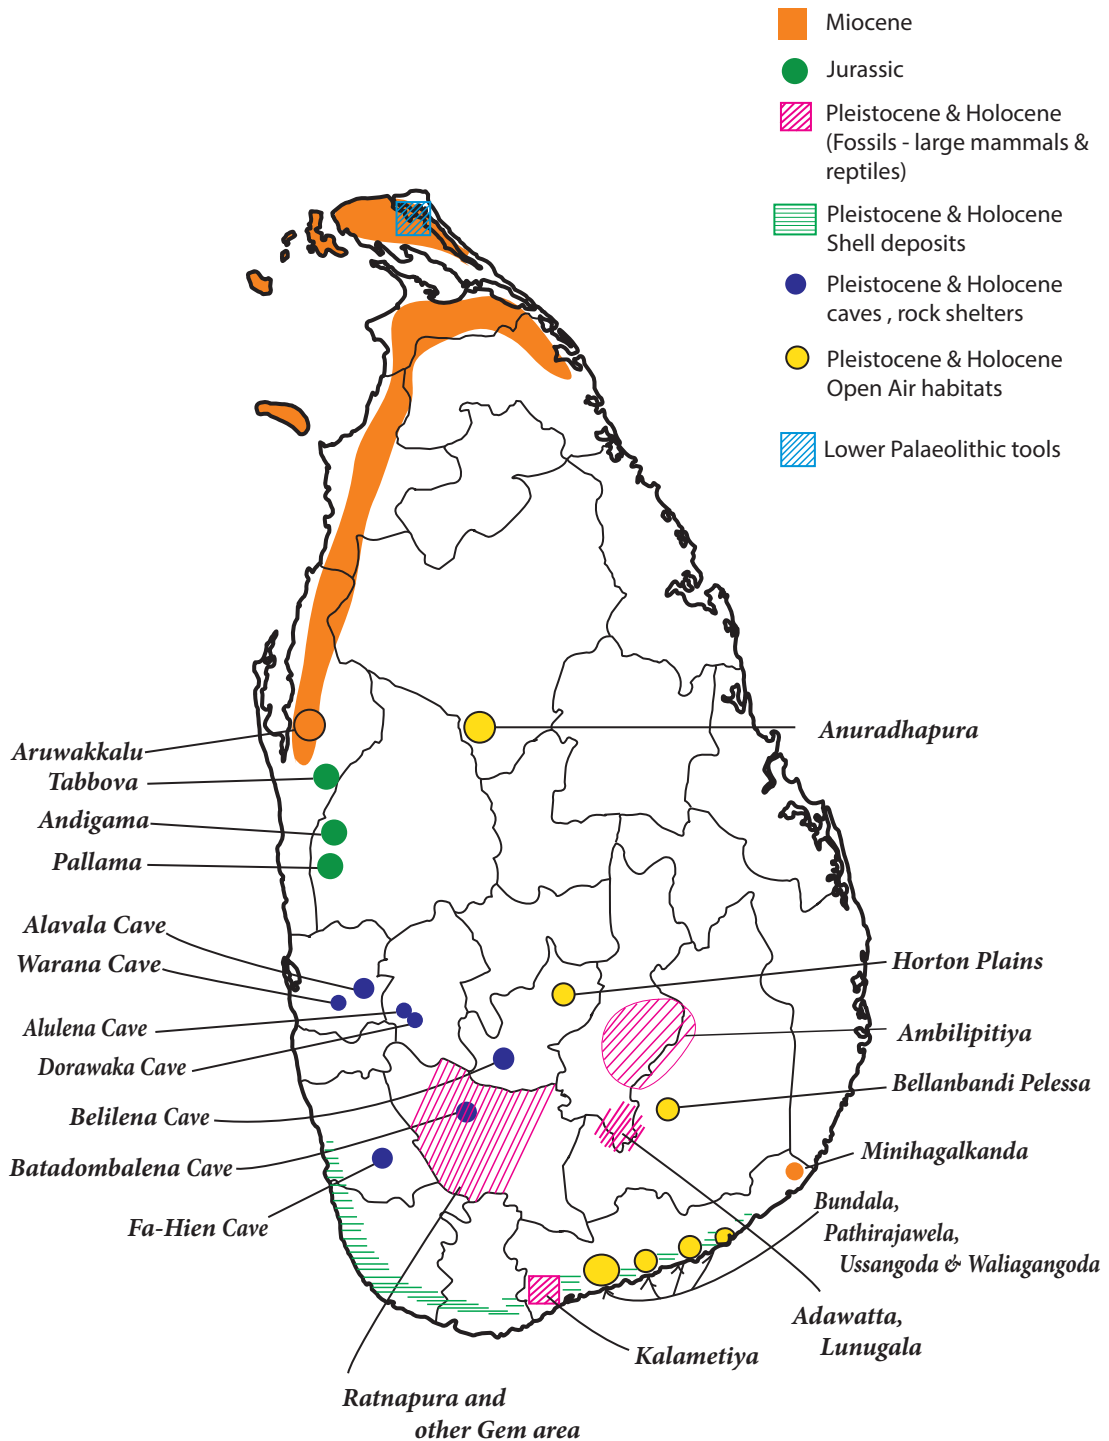 Miocene
Jurassic
Pleistocene & Holocene
(Fossils - large mammals &
reptiles)
Pleistocene & Holocene
Shell deposits
Pleistocene & Holocene
caves , rock shelters
Pleistocene & Holocene
Open Air habitats
Lower Palaeolithic tools
Aruwakkalu
Tabbova
Andigama
Pallama
Alavala Cave
Warana Cave
Alulena Cave
Dorawaka Cave
Belilena Cave
Batadombalena Cave
Fa-Hien Cave
Ratnapura and
other Gem area
Anuradhapura
Horton Plains
Ambilipitiya
Bellanbandi Pelessa
Minihagalkanda
Bundala,
Pathirajawela,
Ussangoda & Waliagangoda
Adawatta,
Lunugala
Kalametiya